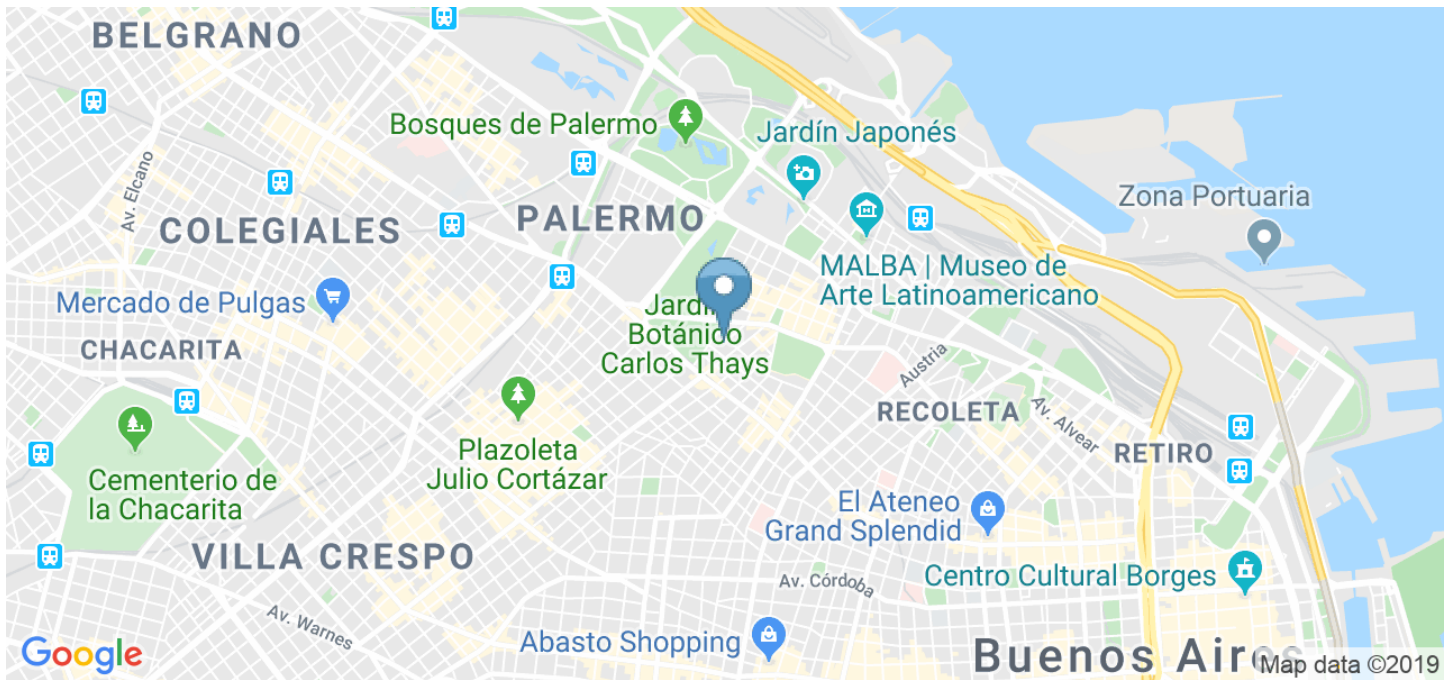 BELGRANO
Bosques de Palermo
Jardín Japonés
Av. Elcano
Zona Portuaria
COLEGIALES
PALERMO
MALBA | Museo de
Arte Latinoamericano
Mercado de Pulgas
Botánico
Carlos Thays
CHACARITA
Austria
Av. Alvear
RECOLETA
RETIRO
Plazoleta
Julio Cortázar
Cementerio de
la Chacarita
El Ateneo
Grand Splendid
VILLA CRESPO
Centro Cultural Borges
Av. Córdoba
Av. Warnes
Abasto Shopping
Buenos Aires
Google
Map data ©2019